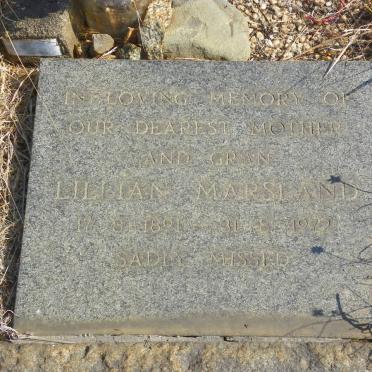 IN LOVING MEMORY OF
OUR DEAREST MOTHER
AND GRAN
LILLIAN MARSLAND
SADLY MISSED